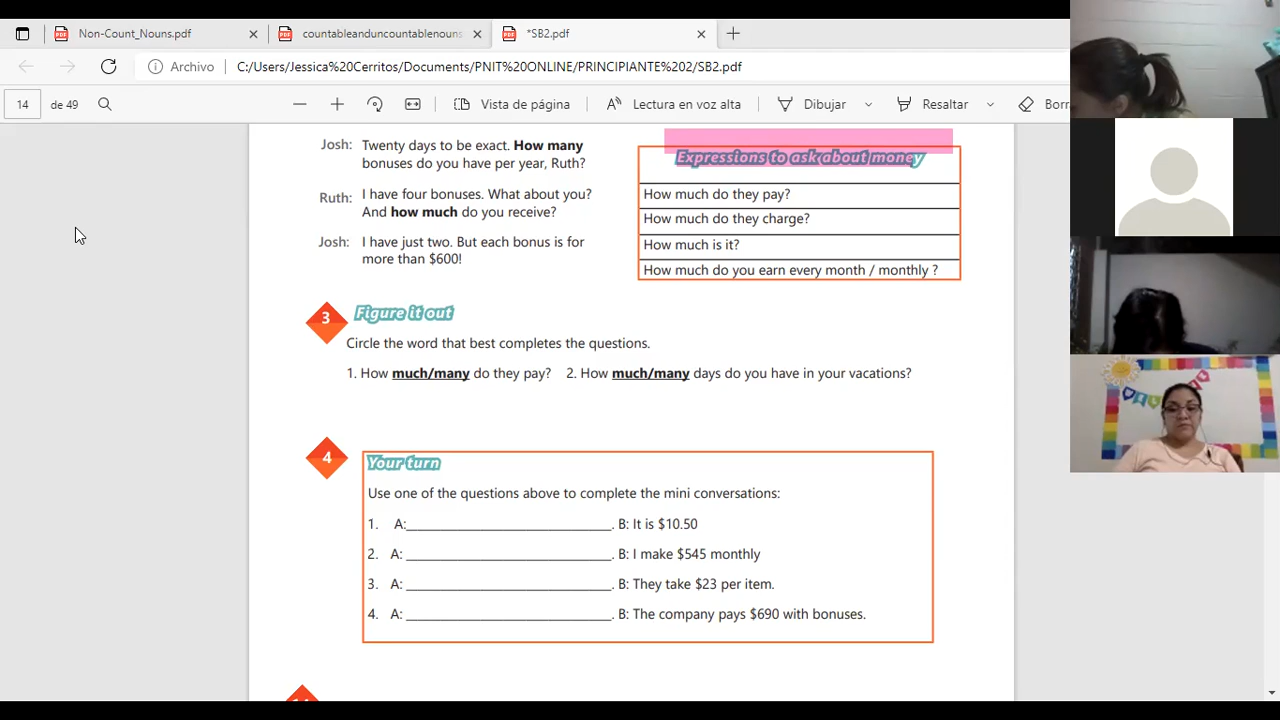 Non-Count_Nouns.pdf
countableanduncountablenouns
*SB2.pdf
Archivo
C:/Users/Jessica%20Cerritos/Documents/PNIT%20ONLINE/PRINCIPIANTE%202/SB2.pdf
14
de 49
Vista de página
Lectura en voz alta
Dibujar
Resaltar
Borr
Josh: Twenty days to be exact. How many
bonuses do you have per year, Ruth?
Ruth: I have four bonuses. What about you?
And how much do you receive?
Josh: I have just two. But each bonus is for
more than $600!
Expressions to ask about money
How much do they pay?
How much do they charge?
How much is it?
How much do you earn every month / monthly ?
3 Figure it out
Circle the word that best completes the questions.
1. How much/many do they pay? 2. How much/many days do you have in your vacations?
4 Your turn
Use one of the questions above to complete the mini conversations:
1. A:______________________________. B: It is $10.50
2. A: ______________________________. B: I make $545 monthly
3. A: ______________________________. B: They take $23 per item.
4. A: ______________________________. B: The company pays $690 with bonuses.